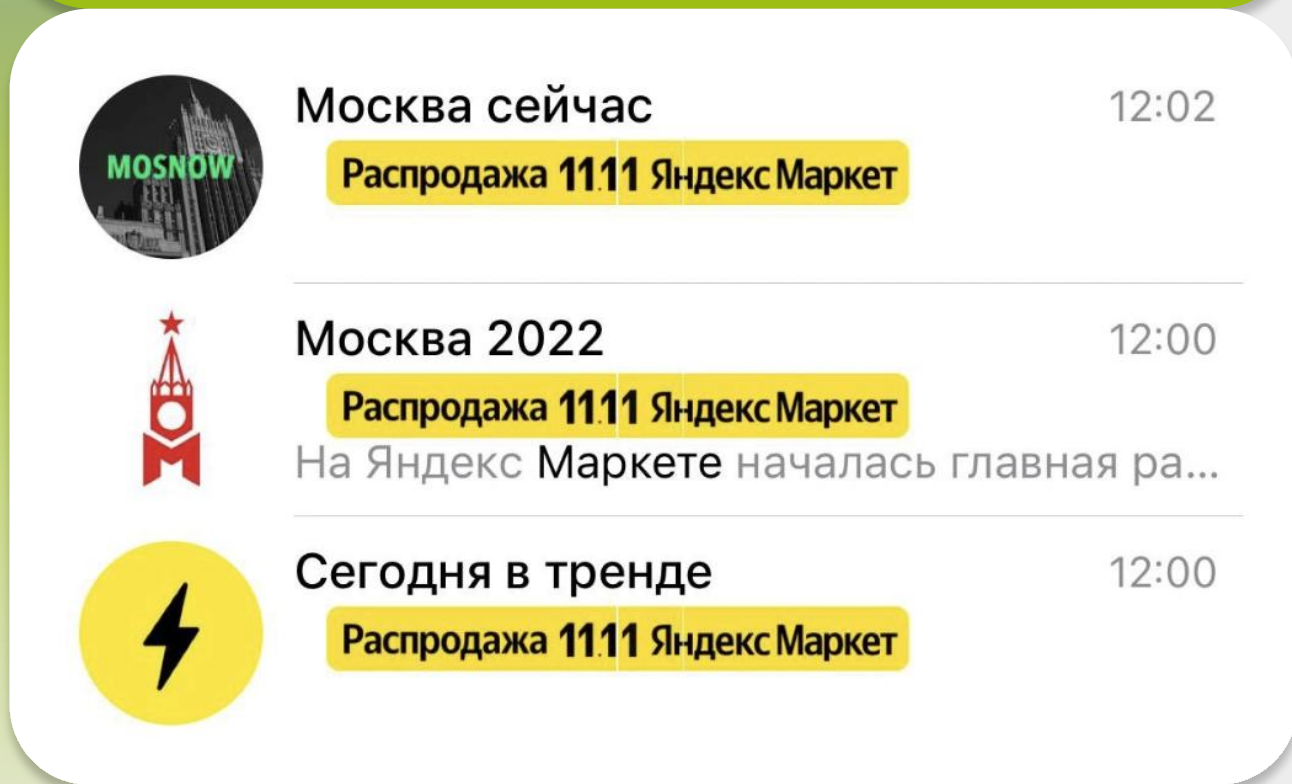 MOSNOW
Москва сейчас 12:02
Распродажа 11.11 Яндекс Маркет
Москва 2022 12:00
Распродажа 11.11 Яндекс Маркет
На Яндекс Маркете началась главная ра...
Сегодня в тренде 12:00
Распродажа 11.11 Яндекс Маркет